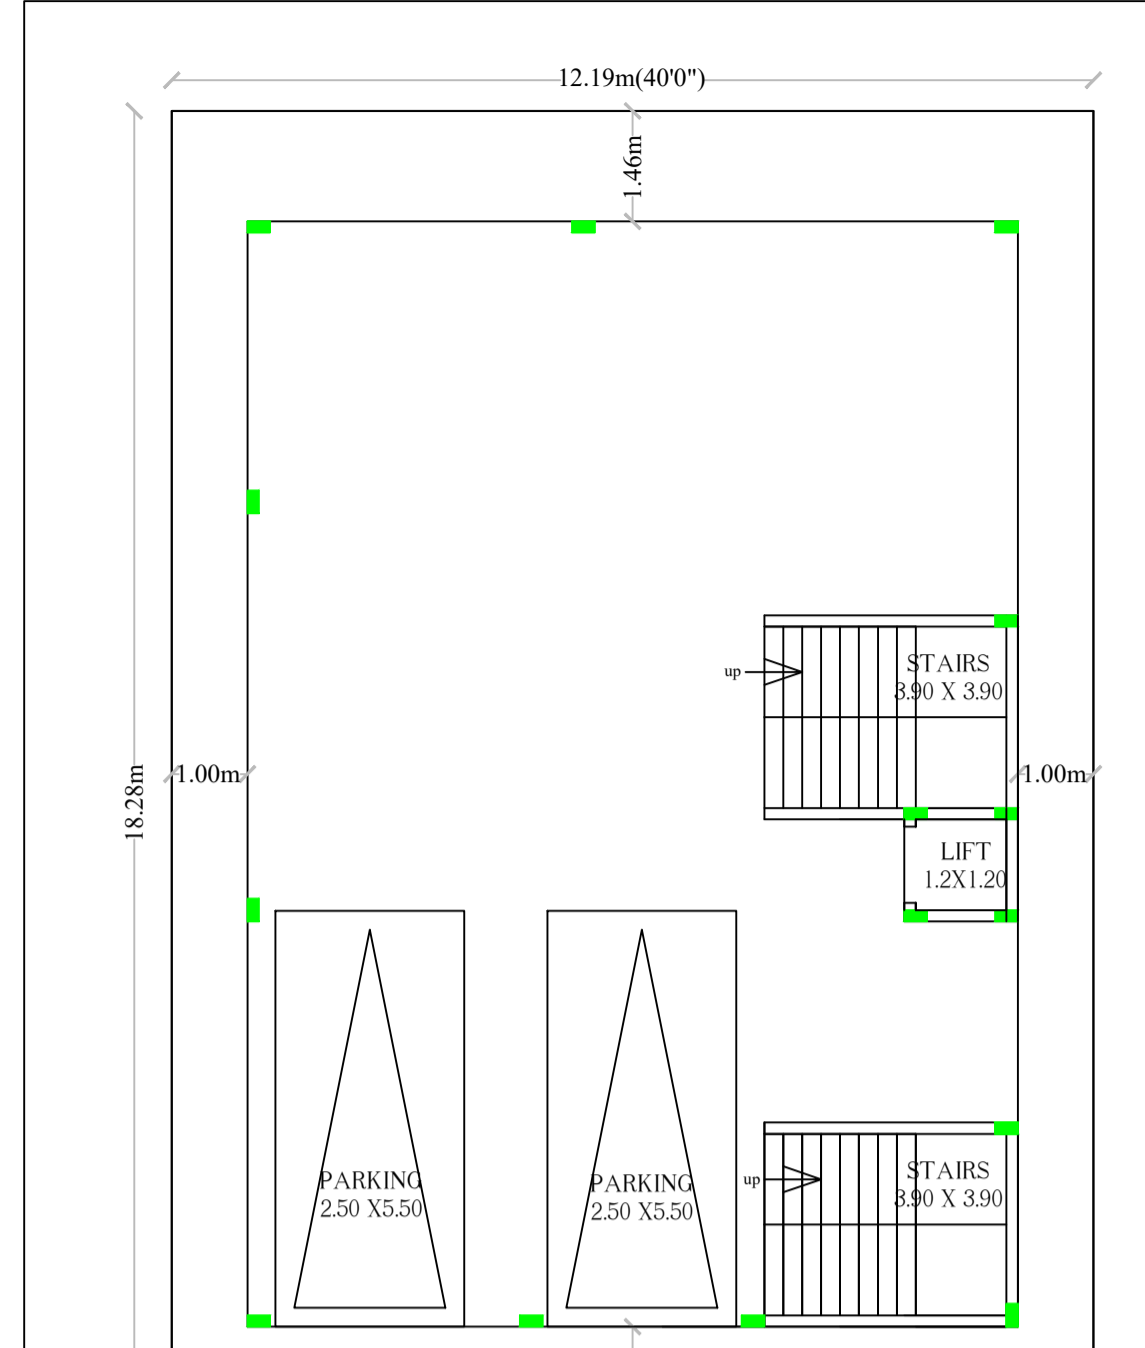 12.19m(40'0")
1.46m
up
STAIRS
3.90 X 3.90
18.28m
1.00m
1.00m
LIFT
1.2X1.20
PARKING
2.50 X5.50
PARKING
2.50 X5.50
up
STAIRS
3.90 X 3.90